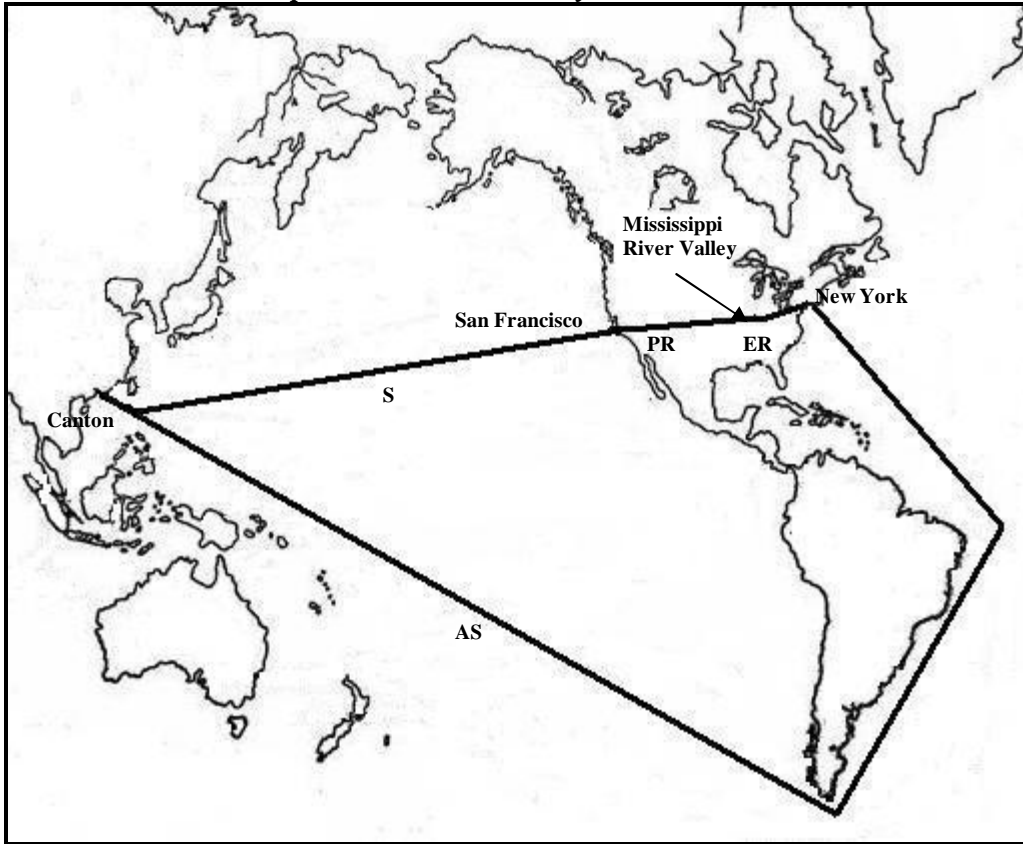 Mississippi
River Valley
New York
San Francisco
PR
ER
S
Canton
AS